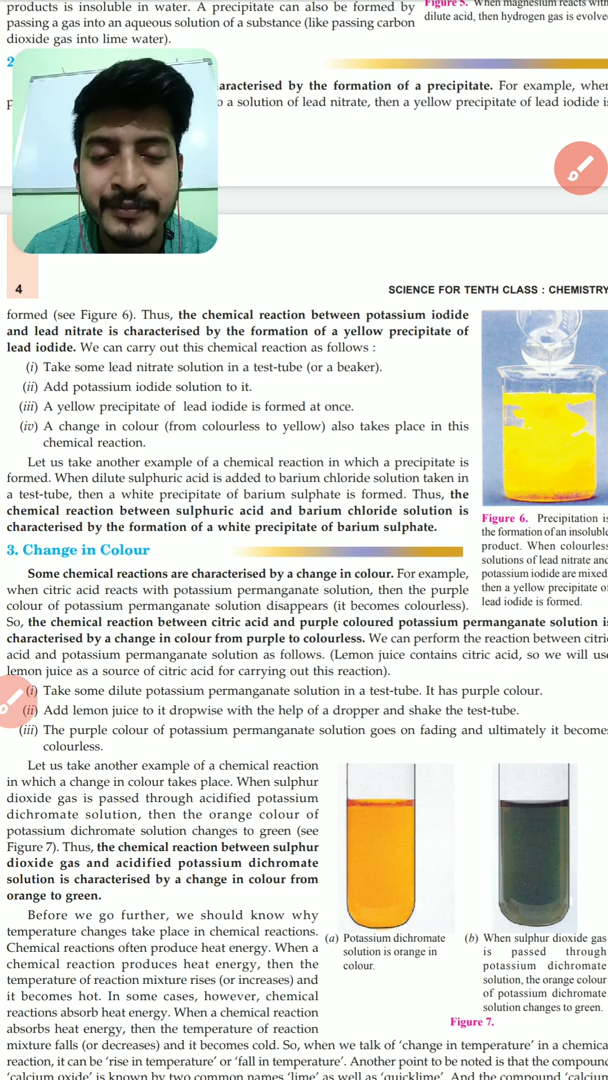 products is insoluble in water. A precipitate can also be formed by
passing a gas into an aqueous solution of a substance (like passing carbon
dioxide gas into lime water).
Figure 5. When magnesium reacts with
dilute acid, then hydrogen gas is evolve
2
aracterised by the formation of a precipitate. For example, when
o a solution of lead nitrate, then a yellow precipitate of lead iodide is
4
SCIENCE FOR TENTH CLASS : CHEMISTRY
formed (see Figure 6). Thus, the chemical reaction between potassium iodide
and lead nitrate is characterised by the formation of a yellow precipitate of
lead iodide. We can carry out this chemical reaction as follows :
(i) Take some lead nitrate solution in a test-tube (or a beaker).
(ii) Add potassium iodide solution to it.
(iii) A yellow precipitate of lead iodide is formed at once.
(iv) A change in colour (from colourless to yellow) also takes place in this
chemical reaction.
Let us take another example of a chemical reaction in which a precipitate is
formed. When dilute sulphuric acid is added to barium chloride solution taken in
a test-tube, then a white precipitate of barium sulphate is formed. Thus, the
chemical reaction between sulphuric acid and barium chloride solution is
characterised by the formation of a white precipitate of barium sulphate.
Figure 6. Precipitation is
the formation of an insoluble
product. When colourless
solutions of lead nitrate and
potassium iodide are mixed,
then a yellow precipitate of
lead iodide is formed.
3. Change in Colour
Some chemical reactions are characterised by a change in colour. For example,
when citric acid reacts with potassium permanganate solution, then the purple
colour of potassium permanganate solution disappears (it becomes colourless).
So, the chemical reaction between citric acid and purple coloured potassium permanganate solution is
characterised by a change in colour from purple to colourless. We can perform the reaction between citric
acid and potassium permanganate solution as follows. (Lemon juice contains citric acid, so we will use
lemon juice as a source of citric acid for carrying out this reaction).
(i) Take some dilute potassium permanganate solution in a test-tube. It has purple colour.
(ii) Add lemon juice to it dropwise with the help of a dropper and shake the test-tube.
(iii) The purple colour of potassium permanganate solution goes on fading and ultimately it becomes
colourless.
Let us take another example of a chemical reaction
in which a change in colour takes place. When sulphur
dioxide gas is passed through acidified potassium
dichromate solution, then the orange colour of
potassium dichromate solution changes to green (see
Figure 7). Thus, the chemical reaction between sulphur
dioxide gas and acidified potassium dichromate
solution is characterised by a change in colour from
orange to green.
Before we go further, we should know why
temperature changes take place in chemical reactions.
Chemical reactions often produce heat energy. When a
chemical reaction produces heat energy, then the
temperature of reaction mixture rises (or increases) and
it becomes hot. In some cases, however, chemical
reactions absorb heat energy. When a chemical reaction
absorbs heat energy, then the temperature of reaction
(a) Potassium dichromate
solution is orange in
colour.
(b) When sulphur dioxide gas
is passed through
potassium dichromate
solution, the orange colour
of potassium dichromate
solution changes to green.
Figure 7.
mixture falls (or decreases) and it becomes cold. So, when we talk of ‘change in temperature’ in a chemical
reaction, it can be ‘rise in temperature’ or ‘fall in temperature’. Another point to be noted is that the compound
‘calcium oxide’ is known by two common names ‘lime’ as well as ‘quicklime’. And the compound ‘calcium